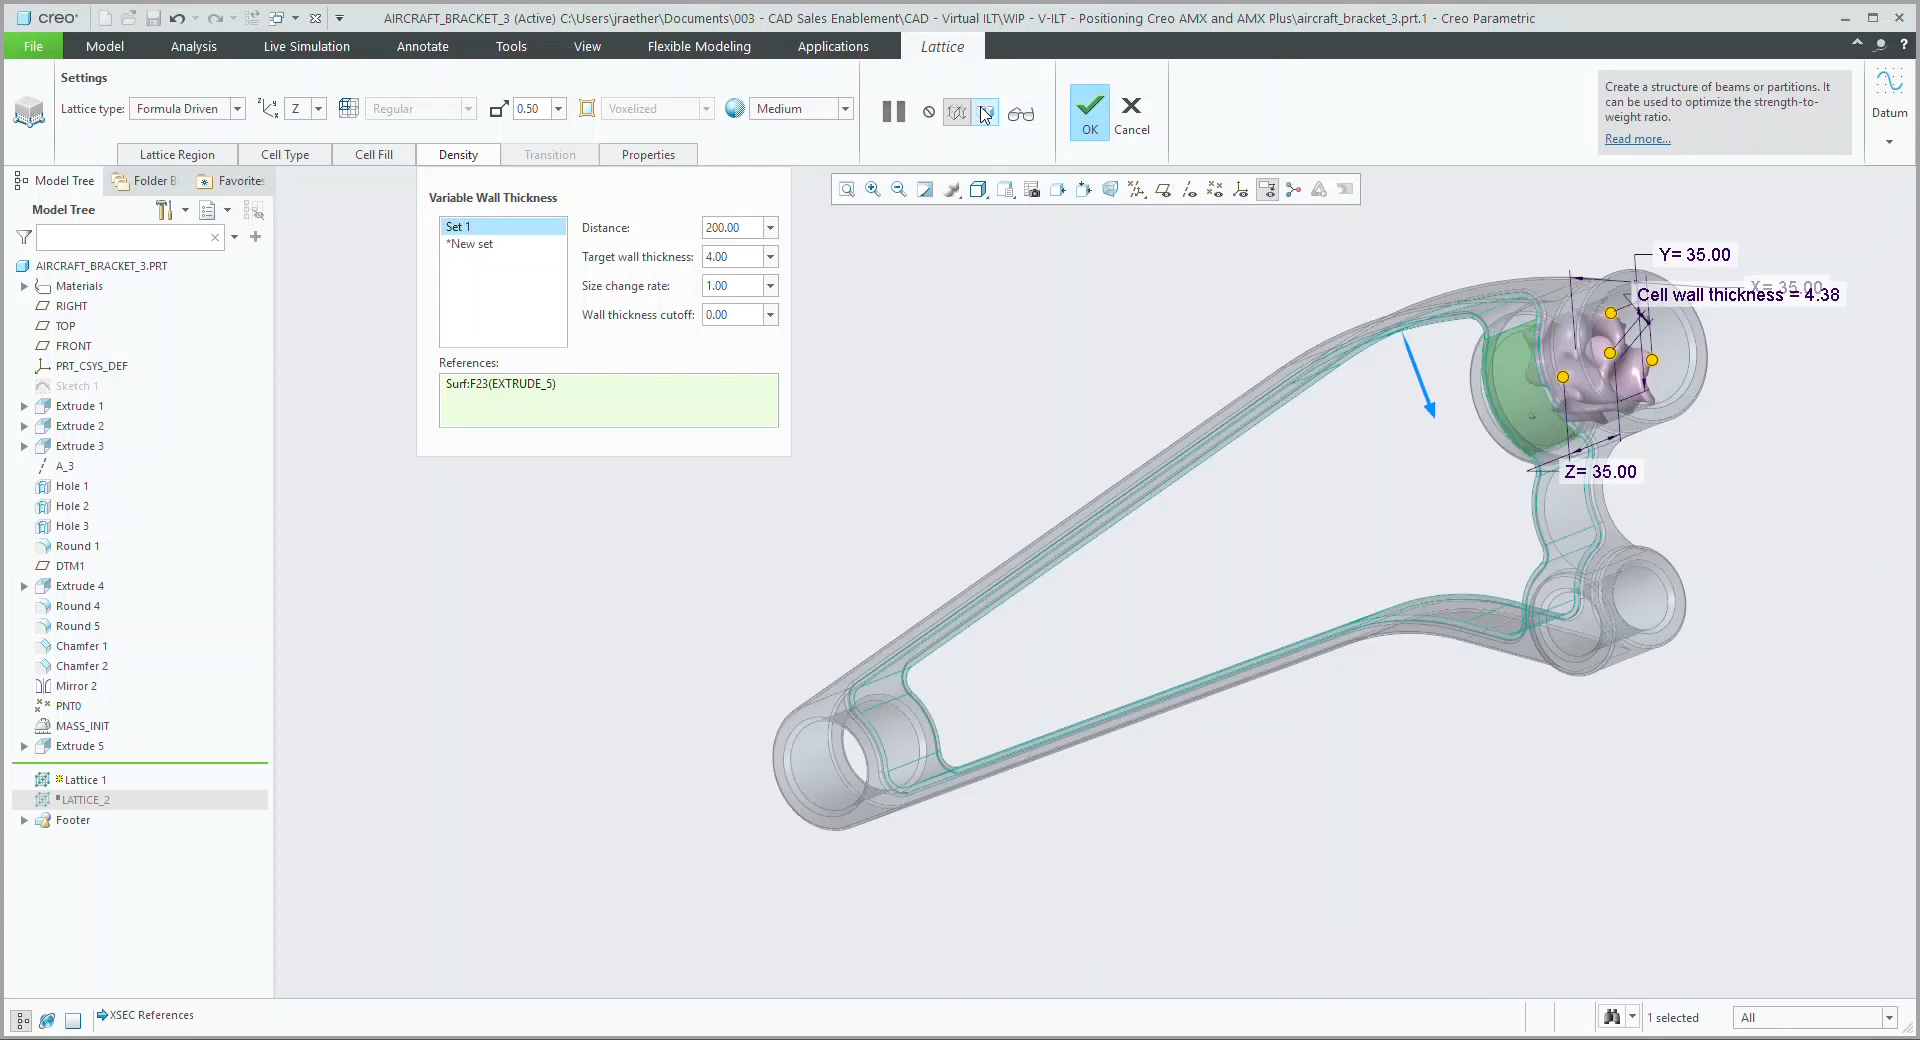 creo®
AIRCRAFT_BRACKET_3 (Active) C:\Users\jraether\Documents\003 - CAD Sales Enablement\CAD - Virtual ILT\WIP - V-ILT - Positioning Creo AMX and AMX Plus\aircraft_bracket_3.prt.1 - Creo Parametric
File Model Analysis Live Simulation Annotate Tools View Flexible Modeling Applications Lattice
Settings
Lattice type: Formula Driven Z Regular 0.50 Voxelized Medium
OK Cancel
Create a structure of beams or partitions. It
can be used to optimize the strength-to-
weight ratio.
Read more...
Datum
Lattice Region Cell Type Cell Fill Density Transition Properties
Model Tree Folder B Favorites
Model Tree
AIRCRAFT_BRACKET_3.PRT
Materials
RIGHT
TOP
FRONT
PRT_CSYS_DEF
Sketch 1
Extrude 1
Extrude 2
Extrude 3
A_3
Hole 1
Hole 2
Hole 3
Round 1
DTM1
Extrude 4
Round 4
Round 5
Chamfer 1
Chamfer 2
Mirror 2
PNT0
MASS_INIT
Extrude 5
Lattice 1
LATTICE_2
Footer
Variable Wall Thickness
Set 1
*New set
Distance: 200.00
Target wall thickness: 4.00
Size change rate: 1.00
Wall thickness cutoff: 0.00
References:
Surf:F23(EXTRUDE_5)
Y= 35.00
X= 35.00
Cell wall thickness = 4.38
Z= 35.00
XSEC References
1 selected
All